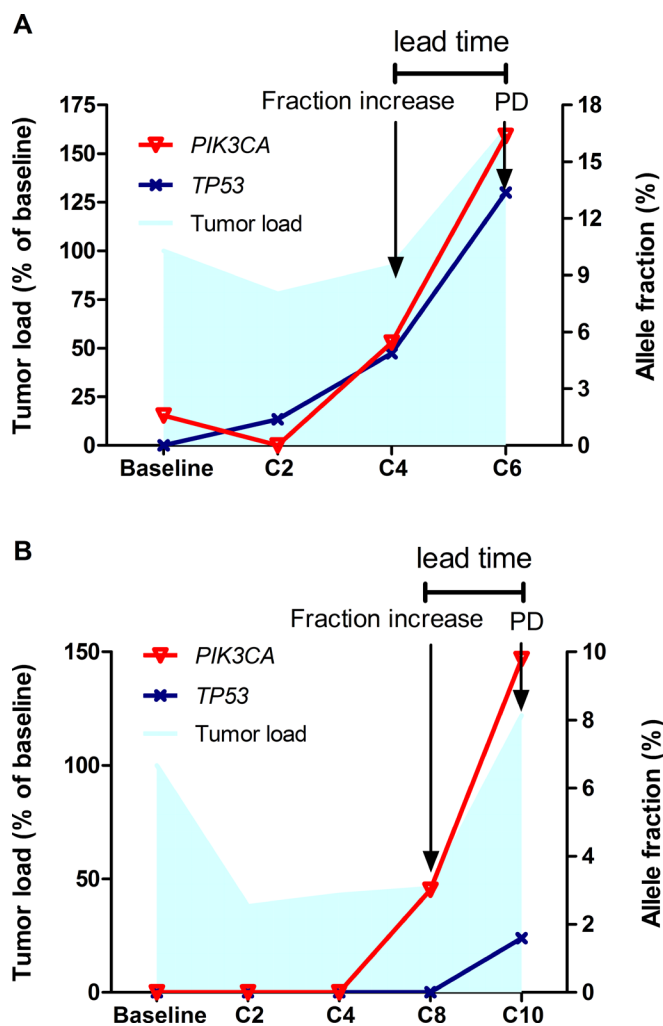 A
lead time
Fraction increase PD
175
150
125
100
75
50
25
0
Tumor load (% of baseline)
PIK3CA
TP53
Tumor load
18
15
12
9
6
3
0
Allele fraction (%)
Baseline C2 C4 C6
B
lead time
Fraction increase PD
150
100
50
0
Tumor load (% of baseline)
PIK3CA
TP53
Tumor load
10
8
6
4
2
0
Allele fraction (%)
Baseline C2 C4 C8 C10